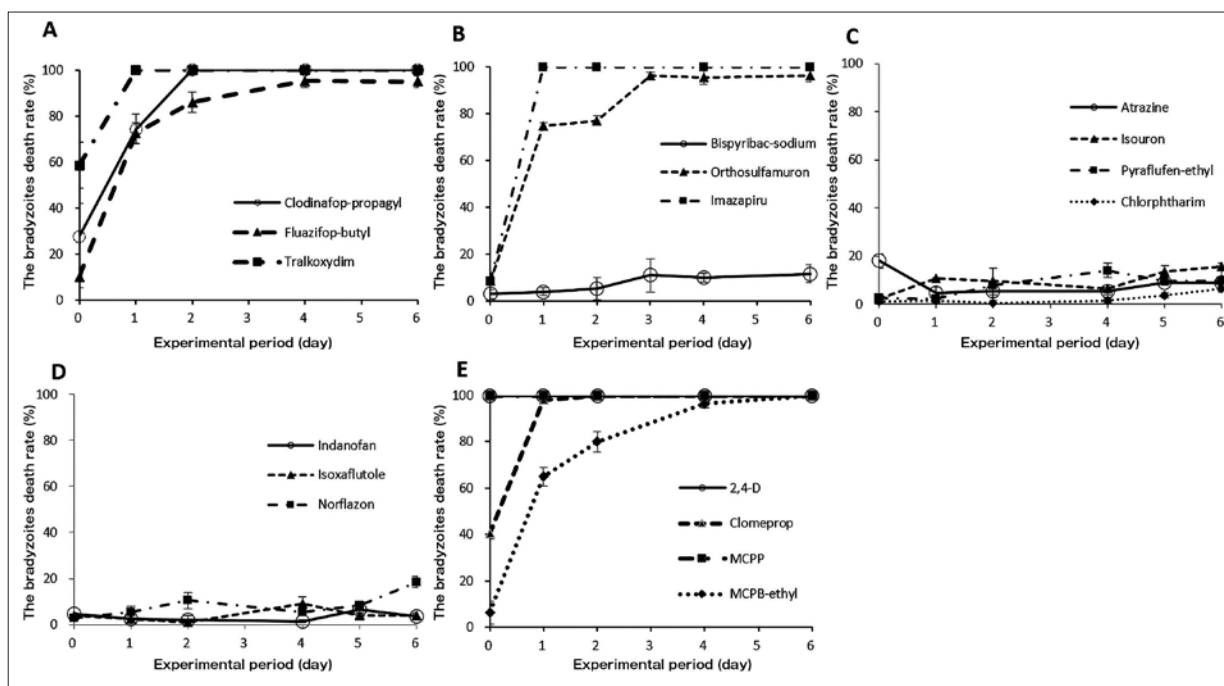 A
The bradyzoites death rate (%)
100
80
60
40
20
0
Clodinafop-propagyl
Fluazifop-butyl
Tralkoxydim
0 1 2 3 4 5 6
Experimental period (day)
B
The bradyzoites death rate (%)
100
80
60
40
20
0
Bispyribac-sodium
Orthosulfamuron
Imazapiru
0 1 2 3 4 5 6
Experimental period (day)
C
The bradyzoites death rate (%)
100
80
60
40
20
0
Atrazine
Isouron
Pyraflufen-ethyl
Chlorphtharim
0 1 2 3 4 5 6
Experimental period (day)
D
The bradyzoites death rate (%)
100
80
60
40
20
0
Indanofan
Isoxaflutole
Norflazon
0 1 2 3 4 5 6
Experimental period (day)
E
The bradyzoites death rate (%)
100
80
60
40
20
0
2,4-D
Clomeprop
MCPP
MCPB-ethyl
0 1 2 3 4 5 6
Experimental period (day)